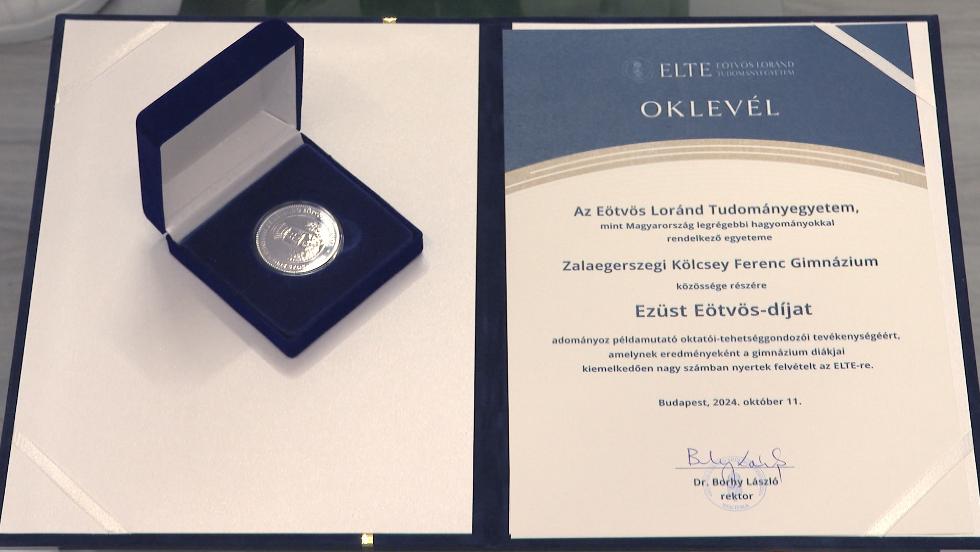 ELTE EÖTVÖS LORÁND
TUDOMÁNYEGYETEM
OKLEVÉL
Az Eötvös Loránd Tudományegyetem,
mint Magyarország legrégebbi hagyományokkal
rendelkező egyeteme
Zalaegerszegi Kölcsey Ferenc Gimnázium
közössége részére
Ezüst Eötvös-díjat
adományoz példamutató oktatói-tehetséggondozói tevékenységéért,
amelynek eredményeként a gimnázium diákjai
kiemelkedően nagy számban nyertek felvételt az ELTE-re.
Budapest, 2024. október 11.
Dr. Borhy László
rektor